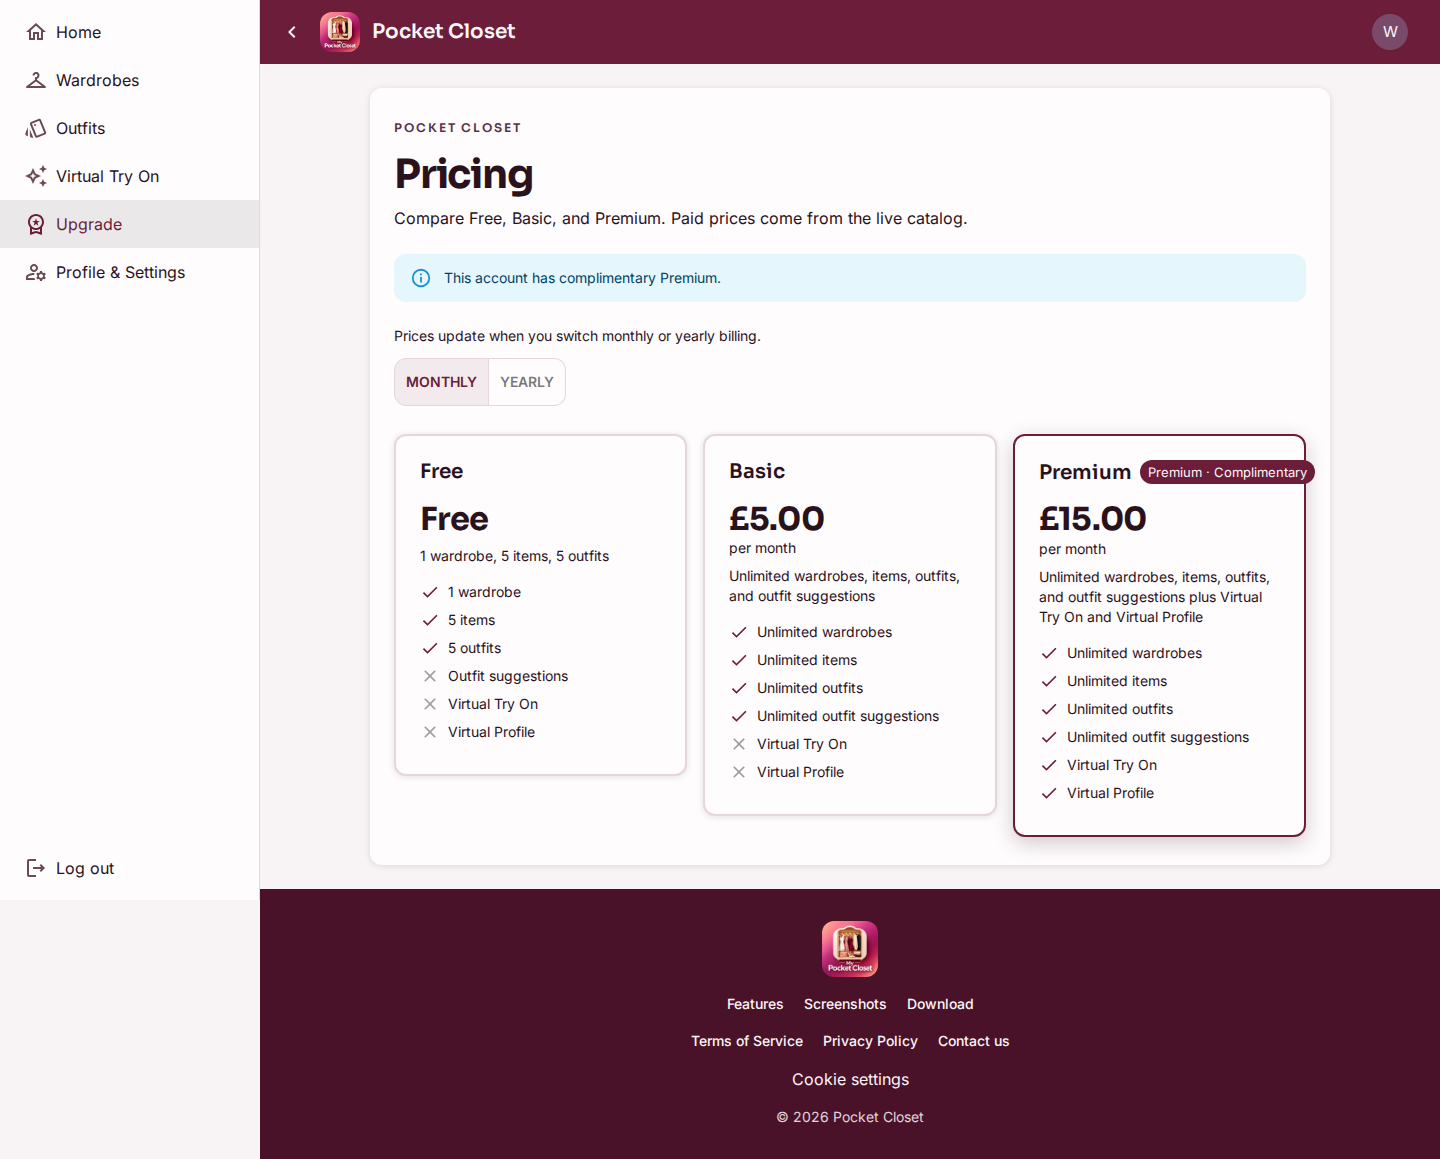 Home
Wardrobes
Outfits
Virtual Try On
Upgrade
Profile & Settings
Log out
My Pocket Closet
Pocket Closet
W
POCKET CLOSET
Pricing
Compare Free, Basic, and Premium. Paid prices come from the live catalog.
This account has complimentary Premium.
Prices update when you switch monthly or yearly billing.
MONTHLY YEARLY
Free
Free
1 wardrobe, 5 items, 5 outfits
1 wardrobe
5 items
5 outfits
Outfit suggestions
Virtual Try On
Virtual Profile
Basic
£5.00
per month
Unlimited wardrobes, items, outfits,
and outfit suggestions
Unlimited wardrobes
Unlimited items
Unlimited outfits
Unlimited outfit suggestions
Virtual Try On
Virtual Profile
Premium Premium · Complimentary
£15.00
per month
Unlimited wardrobes, items, outfits,
and outfit suggestions plus Virtual
Try On and Virtual Profile
Unlimited wardrobes
Unlimited items
Unlimited outfits
Unlimited outfit suggestions
Virtual Try On
Virtual Profile
My
Pocket Closet
Features Screenshots Download
Terms of Service Privacy Policy Contact us
Cookie settings
© 2026 Pocket Closet